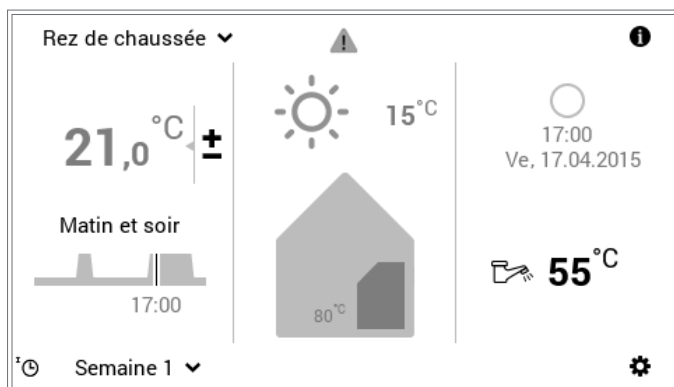 Rez de chaussée
21,0 °C
±
Matin et soir
17:00
Semaine 1
15°C
80°C
17:00
Ve, 17.04.2015
55°C